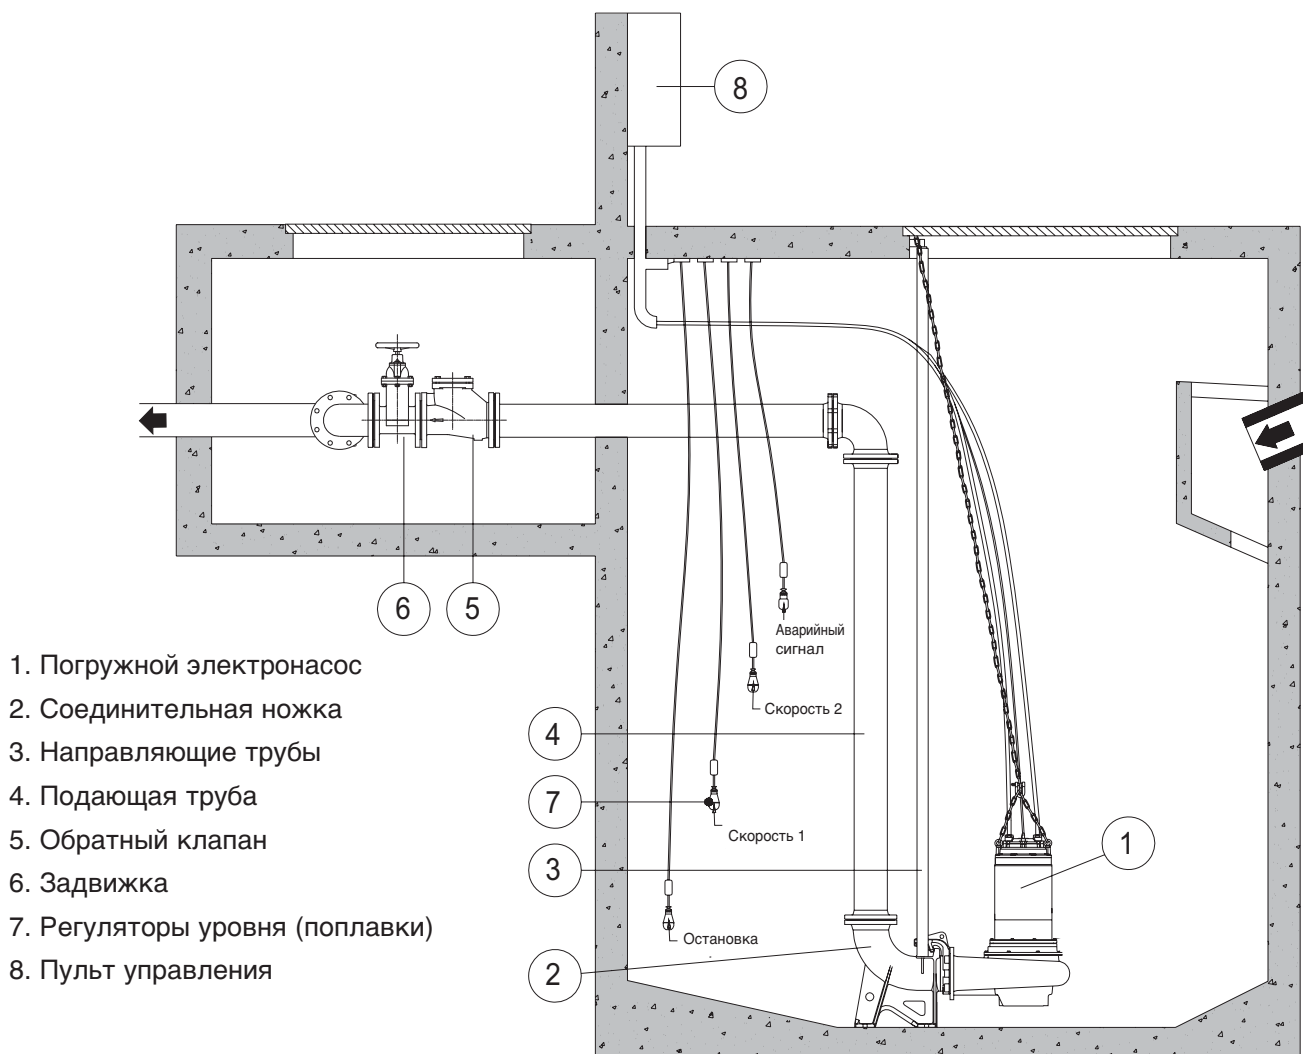 8
6
5
Аварийный
сигнал
1. Погружной электронасос
2. Соединительная ножка
Скорость 2
4
3. Направляющие трубы
4. Подающая труба
7
5. Обратный клапан
Скорость 1
1
3
6. Задвижка
7. Регуляторы уровня (поплавки)
Остановка
8. Пульт управления
2